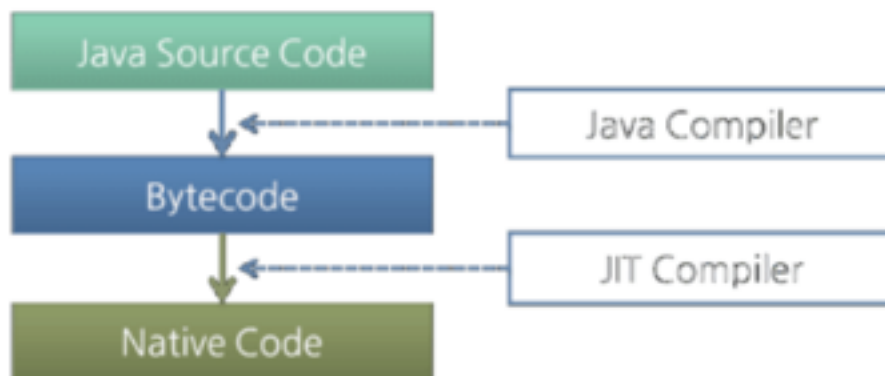 Java Source Code
Java Compiler
Bytecode
JIT Compiler
Native Code